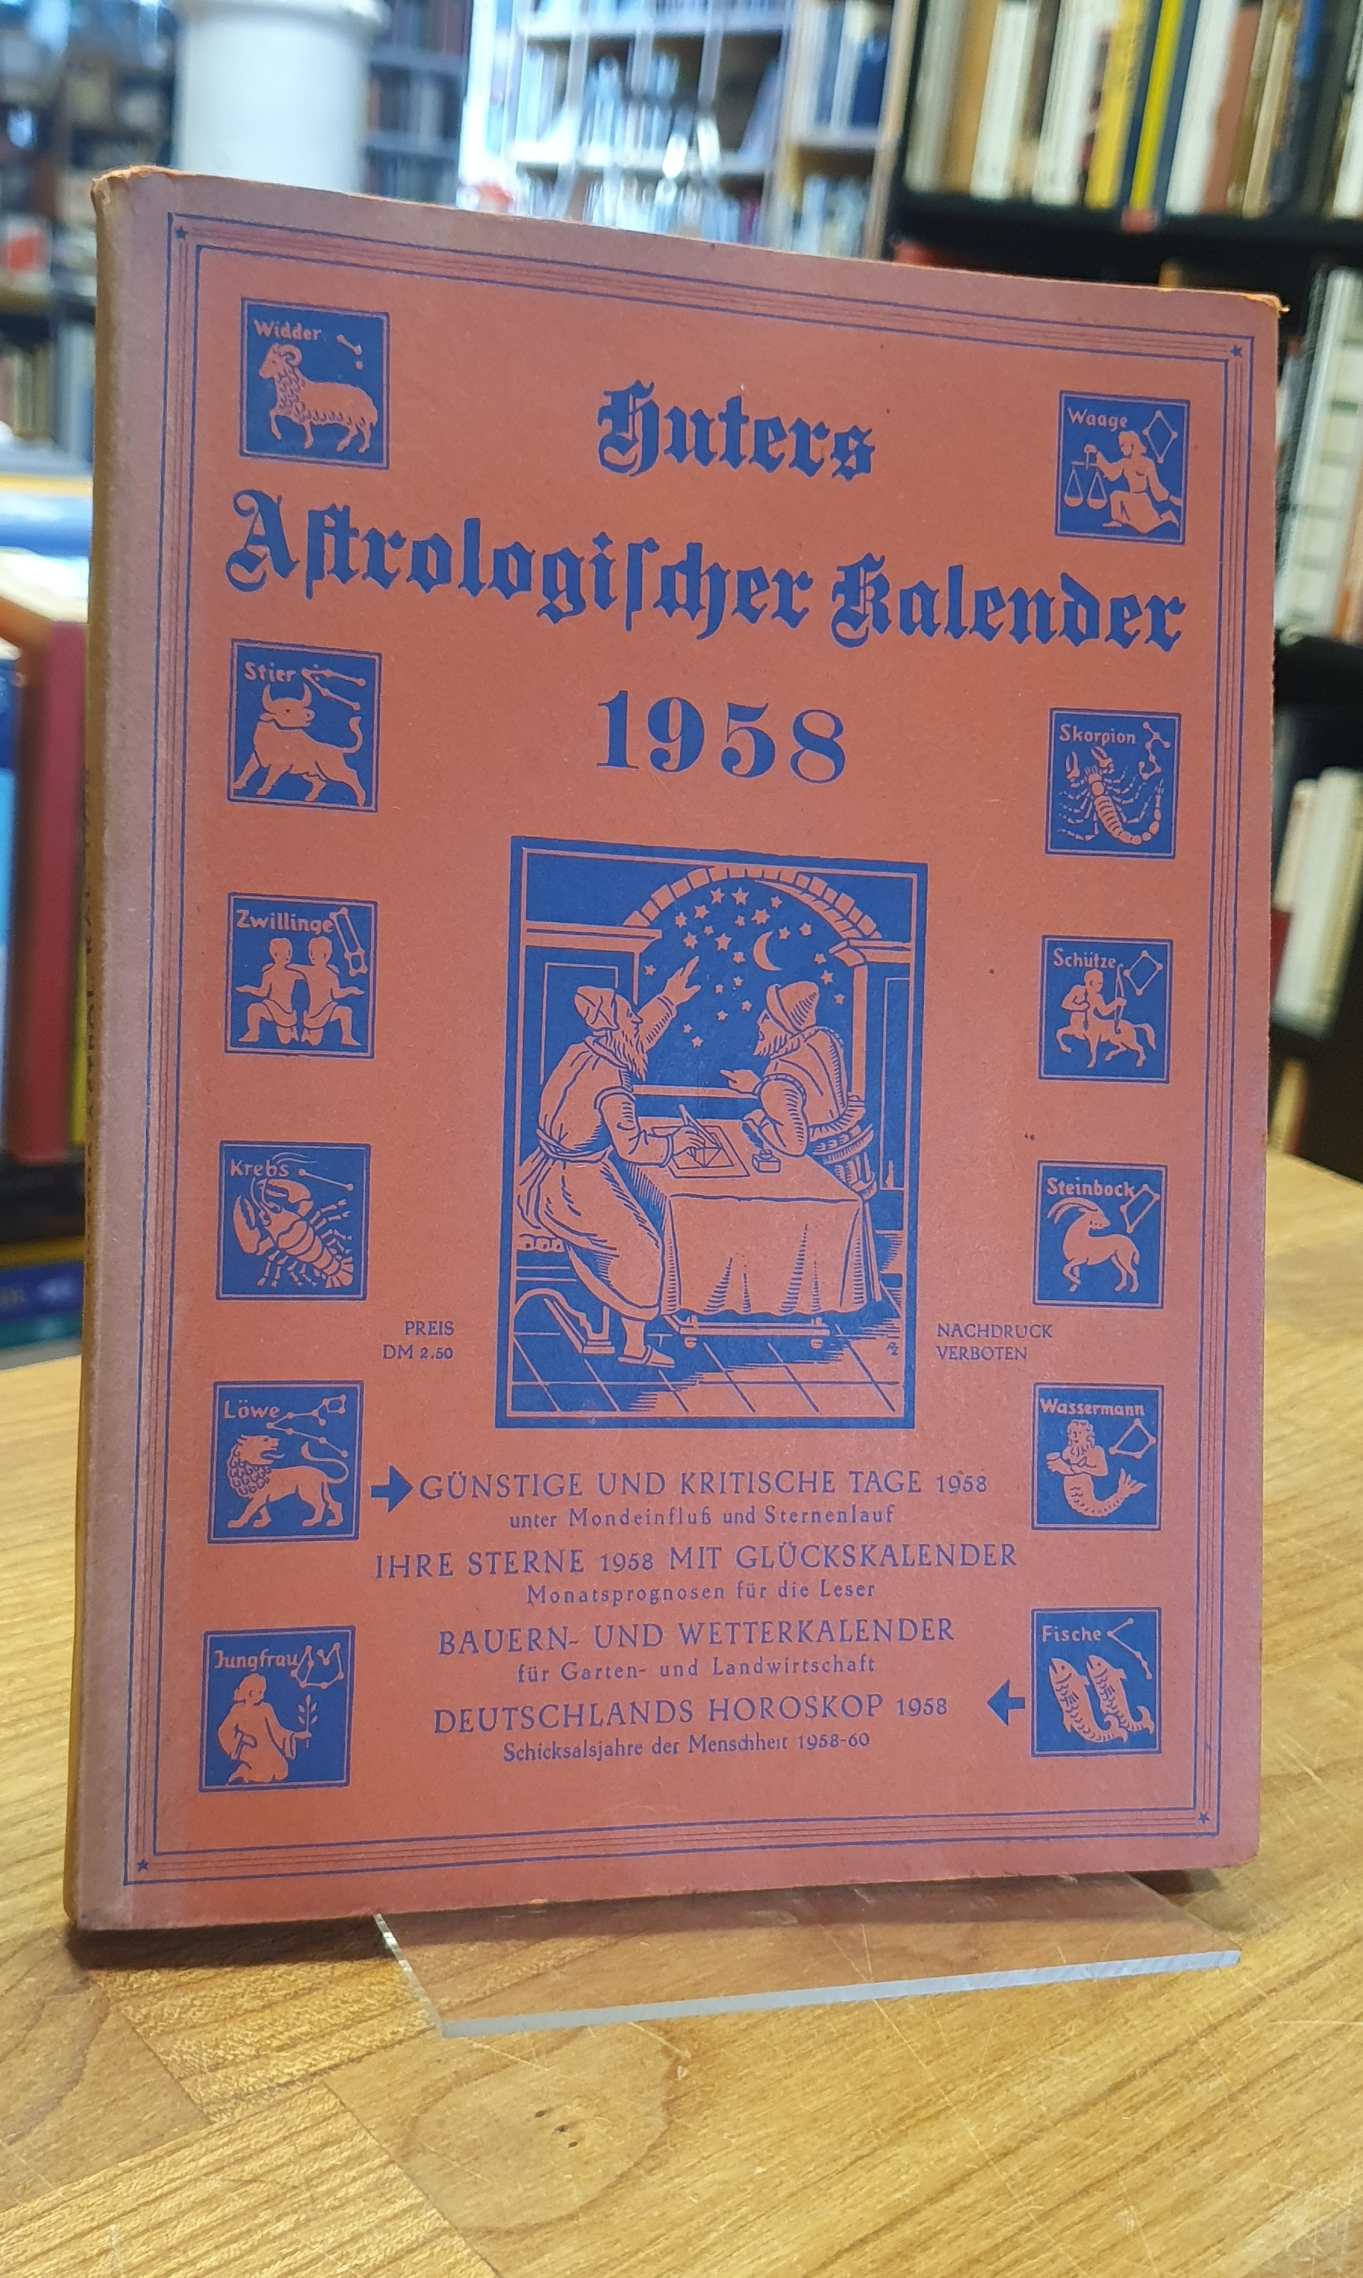 Widder
Huters
Waage
Aſtrologiſcher Kalender
Stier
1958
Skorpion
Zwillinge
Schütze
Krebs
Steinbock
PREIS
DM 2.50
NACHDRUCK
VERBOTEN
Löwe
Wassermann
GÜNSTIGE UND KRITISCHE TAGE 1958
unter Mondeinfluß und Sternenlauf
IHRE STERNE 1958 MIT GLÜCKSKALENDER
Monatsprognosen für die Leser
BAUERN- UND WETTERKALENDER
für Garten- und Landwirtschaft
Jungfrau
Fische
DEUTSCHLANDS HOROSKOP 1958
Schicksalsjahre der Menschheit 1958-60